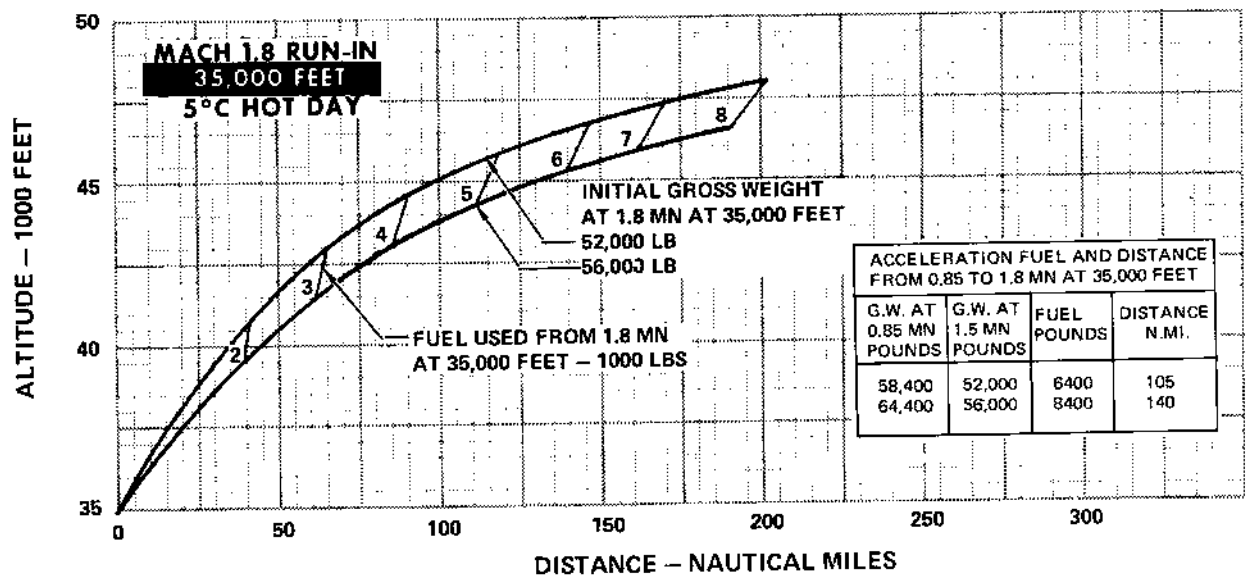 50
MACH 1.8 RUN-IN
35,000 FEET
5°C HOT DAY
45
40
35
ALTITUDE – 1000 FEET
2
3
4
5
6
7
8
INITIAL GROSS WEIGHT
AT 1.8 MN AT 35,000 FEET
52,000 LB
56,000 LB
FUEL USED FROM 1.8 MN
AT 35,000 FEET – 1000 LBS
ACCELERATION FUEL AND DISTANCE
FROM 0.85 TO 1.8 MN AT 35,000 FEET
G.W. AT 0.85 MN POUNDS
G.W. AT 1.5 MN POUNDS
FUEL POUNDS
DISTANCE N.MI.
58,400 52,000 6400 105
64,400 56,000 8400 140
0 50 100 150 200 250 300
DISTANCE – NAUTICAL MILES